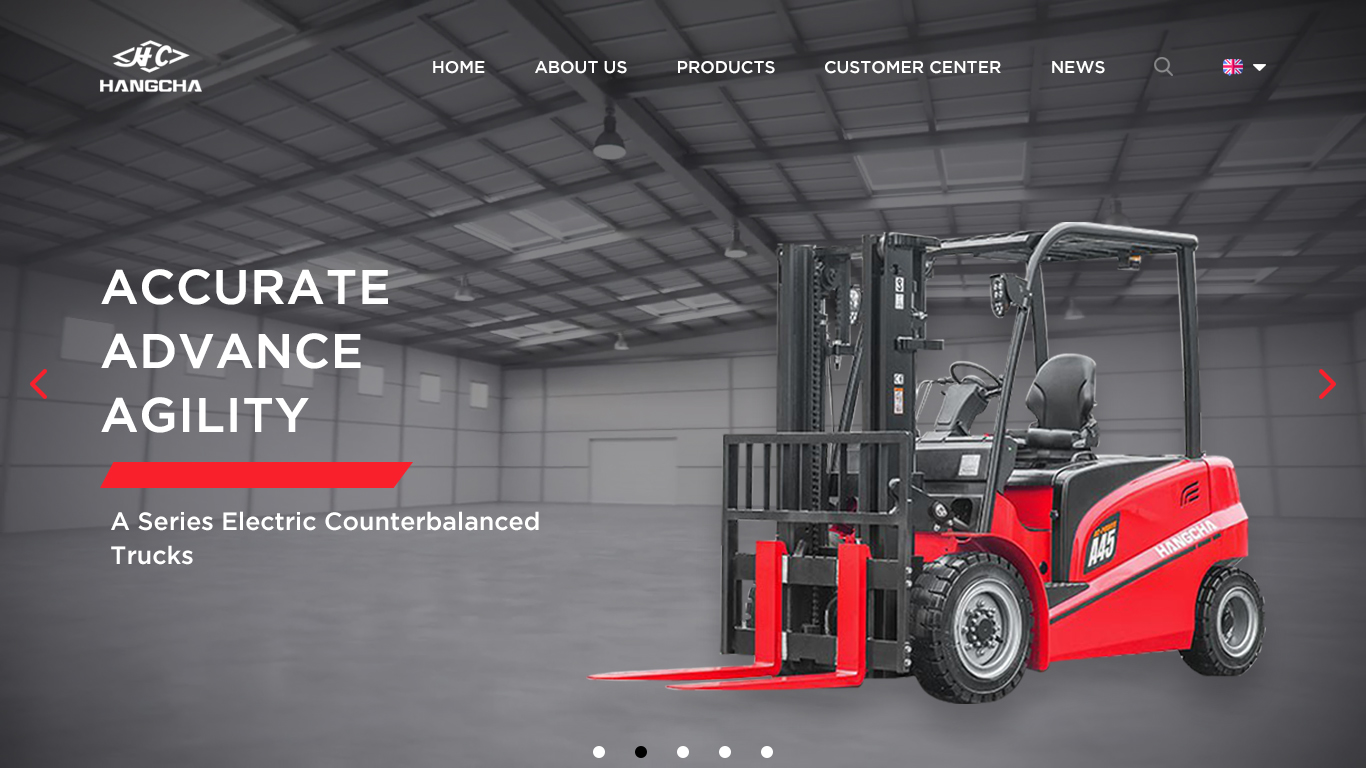 HC
HANGCHA
HOME
ABOUT US
PRODUCTS
CUSTOMER CENTER
NEWS
ACCURATE
ADVANCE
AGILITY
A Series Electric Counterbalanced
Trucks
A45
HANGCHA